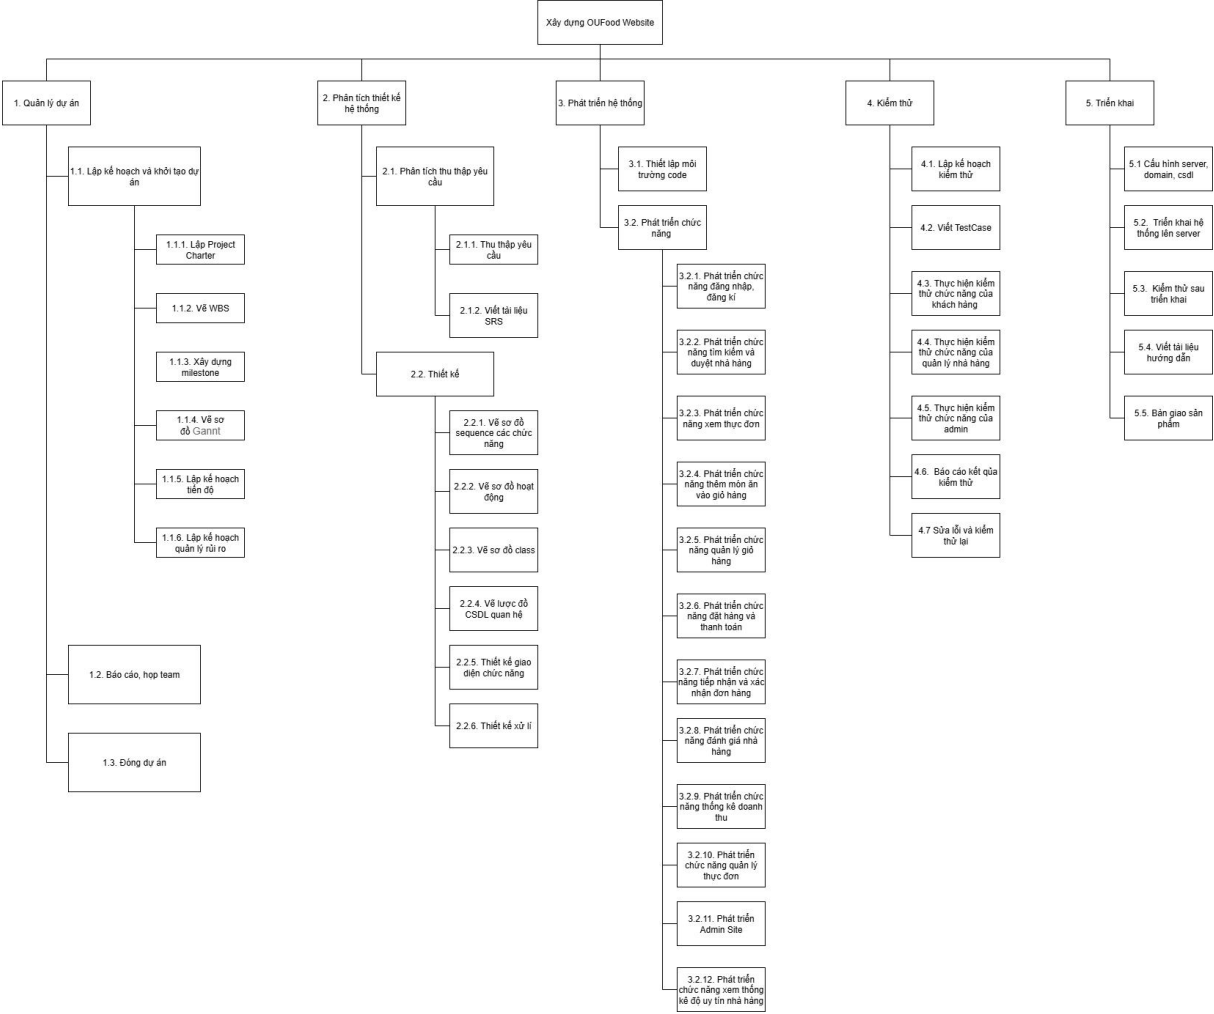 Xây dựng OUFood Website
1. Quản lý dự án
2. Phân tích thiết kế
hệ thống
3. Phát triển hệ thống
4. Kiểm thử
5. Triển khai
1.1. Lập kế hoạch và khởi tạo dự
án
1.1.1. Lập Project
Charter
1.1.2. Vẽ WBS
1.1.3. Xây dựng
milestone
1.1.4. Vẽ sơ
đồ Gannt
1.1.5. Lập kế hoạch
tiến độ
1.1.6. Lập kế hoạch
quản lý rủi ro
1.2. Báo cáo, họp team
1.3. Đóng dự án
2.1. Phân tích thu thập yêu
cầu
2.1.1. Thu thập yêu
cầu
2.1.2. Viết tài liệu
SRS
2.2. Thiết kế
2.2.1. Vẽ sơ đồ
sequence các chức
năng
2.2.2. Vẽ sơ đồ hoạt
động
2.2.3. Vẽ sơ đồ class
2.2.4. Vẽ lược đồ
CSDL quan hệ
2.2.5. Thiết kế giao
diện chức năng
2.2.6. Thiết kế xử lí
3.1. Thiết lập môi
trường code
3.2. Phát triển chức
năng
3.2.1. Phát triển chức
năng đăng nhập,
đăng kí
3.2.2. Phát triển chức
năng tìm kiếm và
duyệt nhà hàng
3.2.3. Phát triển chức
năng xem thực đơn
3.2.4. Phát triển chức
năng thêm món ăn
vào giỏ hàng
3.2.5. Phát triển chức
năng quản lý giỏ
hàng
3.2.6. Phát triển chức
năng đặt hàng và
thanh toán
3.2.7. Phát triển chức
năng tiếp nhận và xác
nhận đơn hàng
3.2.8. Phát triển chức
năng đánh giá nhà
hàng
3.2.9. Phát triển chức
năng thống kê doanh
thu
3.2.10. Phát triển
chức năng quản lý
thực đơn
3.2.11. Phát triển
Admin Site
3.2.12. Phát triển
chức năng xem thống
kê độ uy tín nhà hàng
4.1. Lập kế hoạch
kiểm thử
4.2. Viết TestCase
4.3. Thực hiện kiểm
thử chức năng của
khách hàng
4.4. Thực hiện kiểm
thử chức năng của
quản lý nhà hàng
4.5. Thực hiện kiểm
thử chức năng của
admin
4.6. Báo cáo kết qủa
kiểm thử
4.7 Sửa lỗi và kiểm
thử lại
5.1 Cấu hình server,
domain, csdl
5.2. Triển khai hệ
thống lên server
5.3. Kiểm thử sau
triển khai
5.4. Viết tài liệu
hướng dẫn
5.5. Bàn giao sản
phẩm